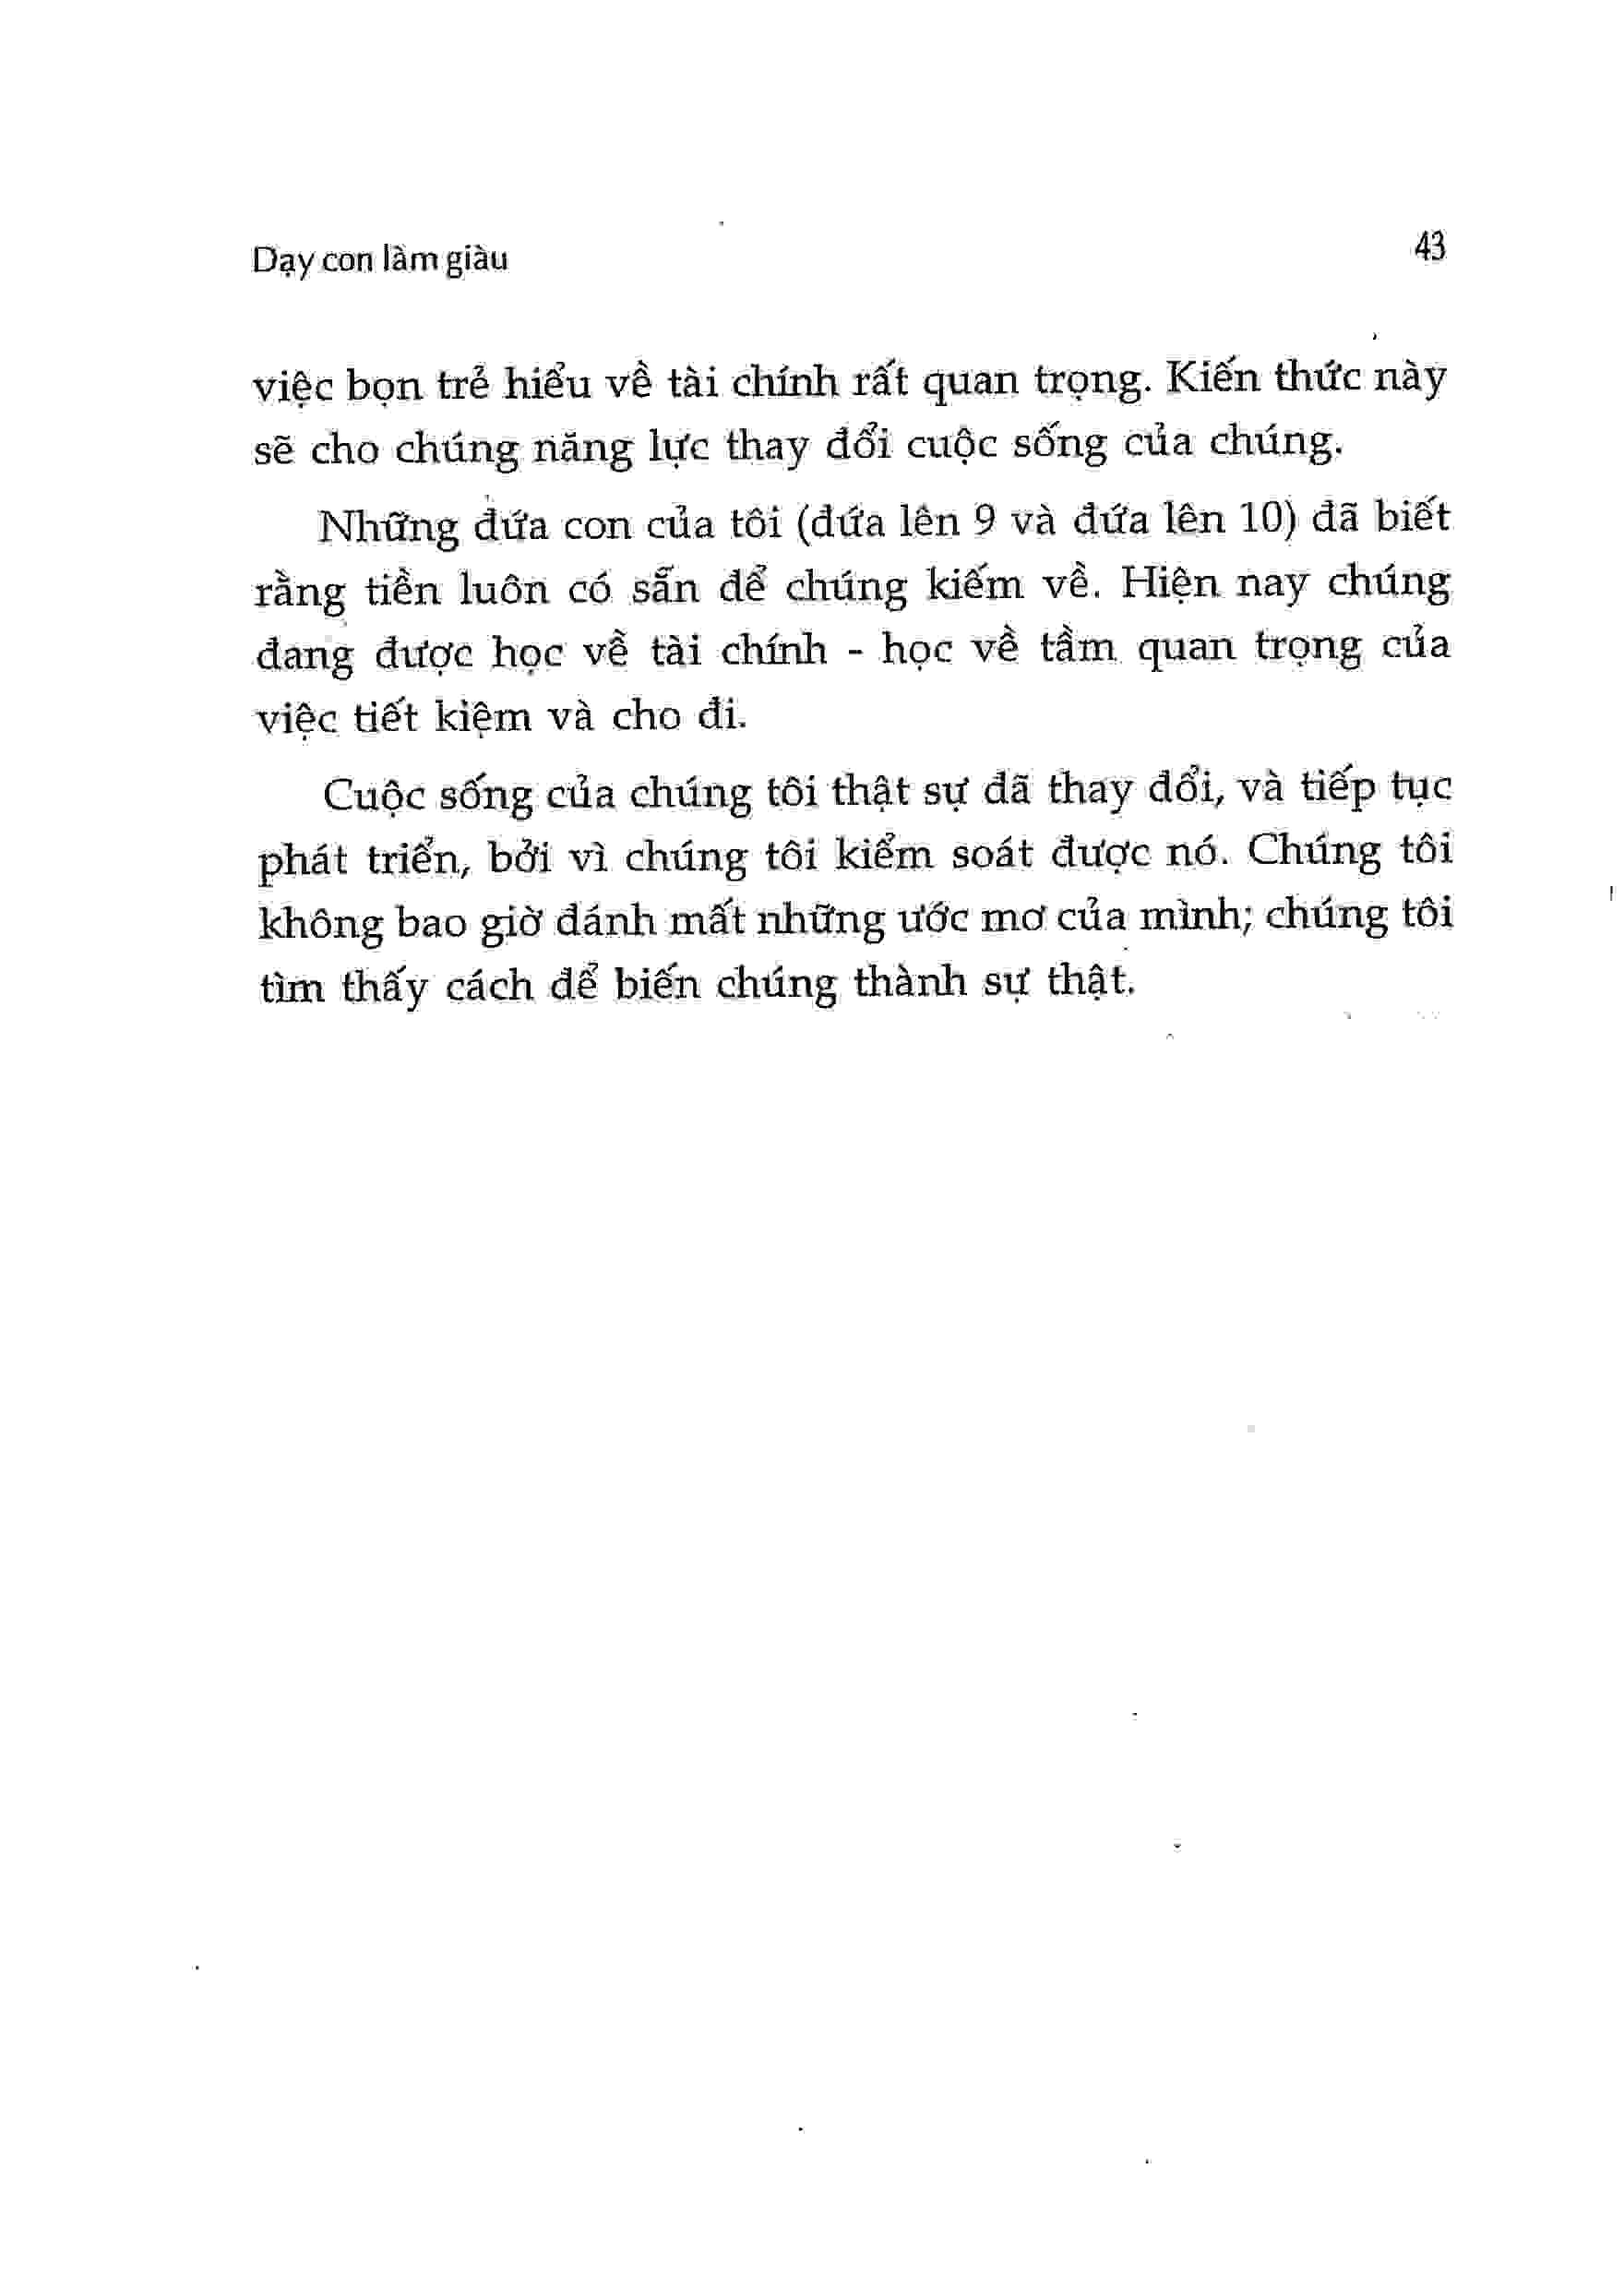 Dạy con làm giàu
43
việc bọn trẻ hiểu về tài chính rất quan trọng. Kiến thức này
sẽ cho chúng năng lực thay đổi cuộc sống của chúng.
Những đứa con của tôi (đứa lên 9 và đứa lên 10) đã biết
rằng tiền luôn có sẵn để chúng kiếm về. Hiện nay chúng
đang được học về tài chính - học về tầm quan trọng của
việc tiết kiệm và cho đi.
Cuộc sống của chúng tôi thật sự đã thay đổi, và tiếp tục
phát triển, bởi vì chúng tôi kiểm soát được nó. Chúng tôi
không bao giờ đánh mất những ước mơ của mình; chúng tôi
tìm thấy cách để biến chúng thành sự thật.